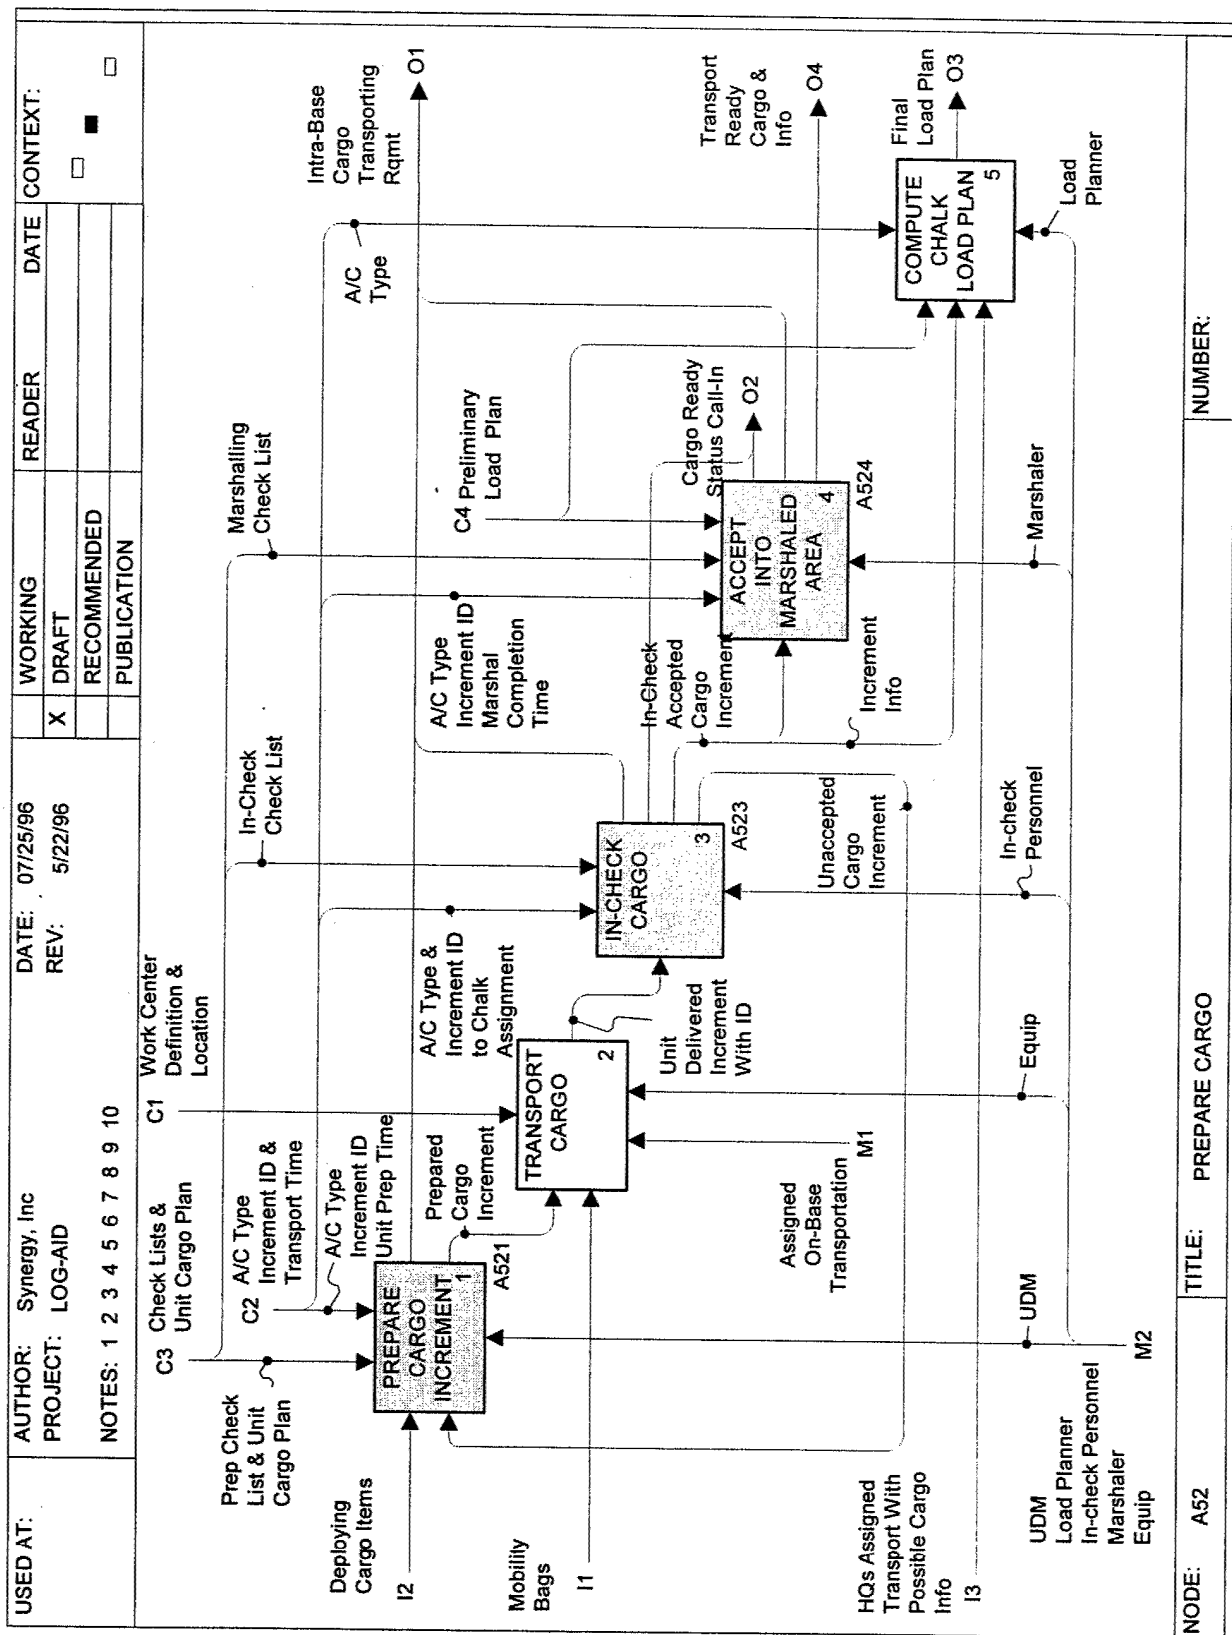 USED AT:
AUTHOR: Synergy, Inc
PROJECT: LOG-AID
NOTES: 1 2 3 4 5 6 7 8 9 10
DATE: 07/25/96
REV: 5/22/96
WORKING
X DRAFT
RECOMMENDED
PUBLICATION
READER DATE
CONTEXT:
C3
Check Lists &
Unit Cargo Plan
C1
Work Center
Definition &
Location
Prep Check
List & Unit
Cargo Plan
C2
A/C Type
Increment ID &
Transport Time
A/C Type
Increment ID
Unit Prep Time
In-Check
Check List
Marshalling
Check List
Intra-Base
Cargo
Transporting
Rqmt
O1
A/C
Type
Deploying
Cargo Items
I2
PREPARE
CARGO
INCREMENT
1
A521
Prepared
Cargo
Increment
Mobility
Bags
I1
TRANSPORT
CARGO
2
A/C Type &
Increment ID
to Chalk
Assignment
Unit
Delivered
Increment
With ID
IN-CHECK
CARGO
3
A523
A/C Type
Increment ID
Marshal
Completion
Time
C4 Preliminary
Load Plan
In-Check
Accepted
Cargo
Increment
Cargo Ready
Status Call-In
O2
ACCEPT
INTO
MARSHALED
AREA
4
A524
Transport
Ready
Cargo &
Info
O4
Increment
Info
Unaccepted
Cargo
Increment
Final
Load Plan
O3
COMPUTE
CHALK
LOAD PLAN
5
Assigned
On-Base
Transportation
M1
HQs Assigned
Transport With
Possible Cargo
Info
I3
UDM
Equip
In-check
Personnel
Marshaler
Load
Planner
UDM
Load Planner
In-check Personnel
Marshaler
Equip
M2
NODE: A52
TITLE: PREPARE CARGO
NUMBER: